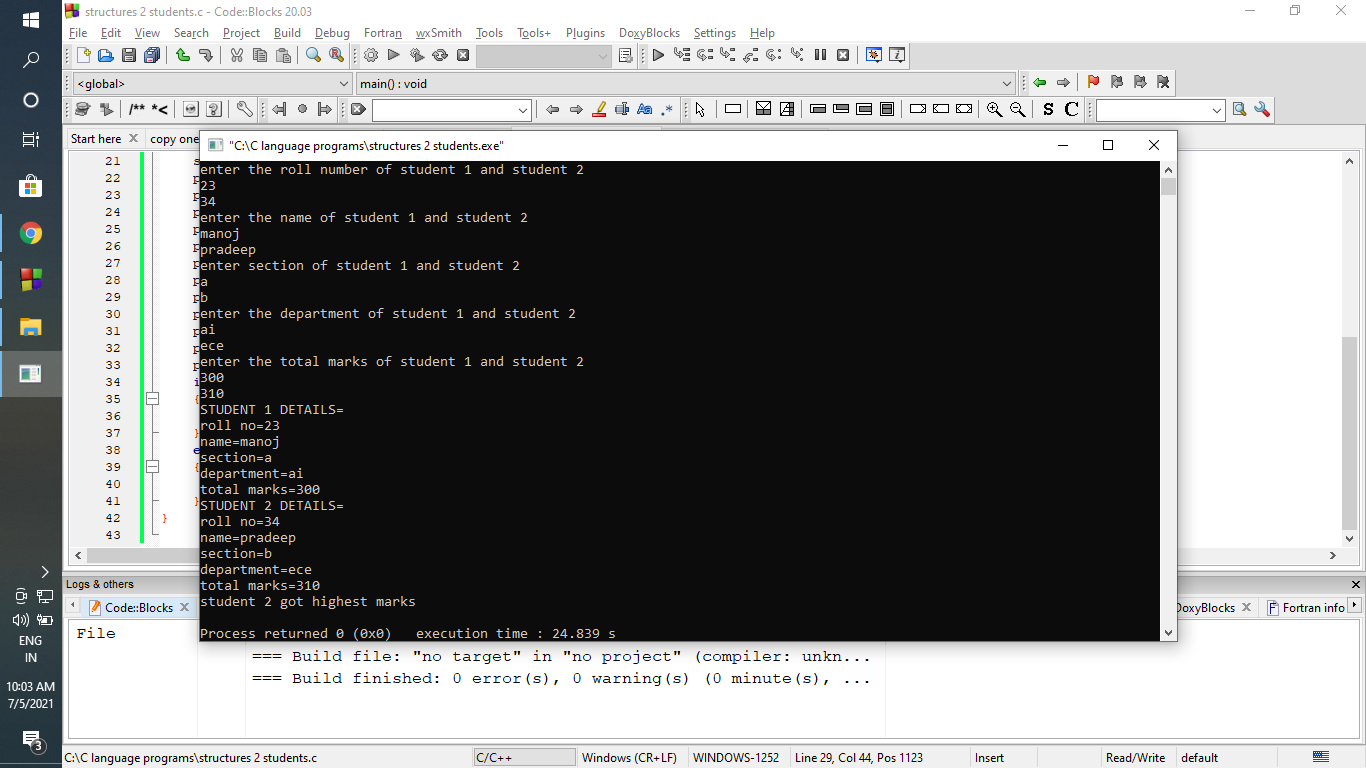 structures 2 students.c - Code::Blocks 20.03
File Edit View Search Project Build Debug Fortran wxSmith Tools Tools+ Plugins DoxyBlocks Settings Help
<global> main() : void
/** *< Aa .* S C
Start here copy one
"C:\C language programs\structures 2 students.exe"
21 s
22 p
23 p
24 p
25 p
26 p
27 p
28 p
29 p
30 p
31 p
32 p
33 p
34 i
35 {
36
37 }
38 e
39 {
40
41 }
42 }
43
enter the roll number of student 1 and student 2
23
34
enter the name of student 1 and student 2
manoj
pradeep
enter section of student 1 and student 2
a
b
enter the department of student 1 and student 2
ai
ece
enter the total marks of student 1 and student 2
300
310
STUDENT 1 DETAILS=
roll no=23
name=manoj
section=a
department=ai
total marks=300
STUDENT 2 DETAILS=
roll no=34
name=pradeep
section=b
department=ece
total marks=310
student 2 got highest marks
Process returned 0 (0x0)   execution time : 24.839 s
Logs & others
Code::Blocks DoxyBlocks Fortran info
File
=== Build file: "no target" in "no project" (compiler: unkn...
=== Build finished: 0 error(s), 0 warning(s) (0 minute(s), ...
ENG
IN
10:03 AM
7/5/2021
3
C:\C language programs\structures 2 students.c C/C++ Windows (CR+LF) WINDOWS-1252 Line 29, Col 44, Pos 1123 Insert Read/Write default